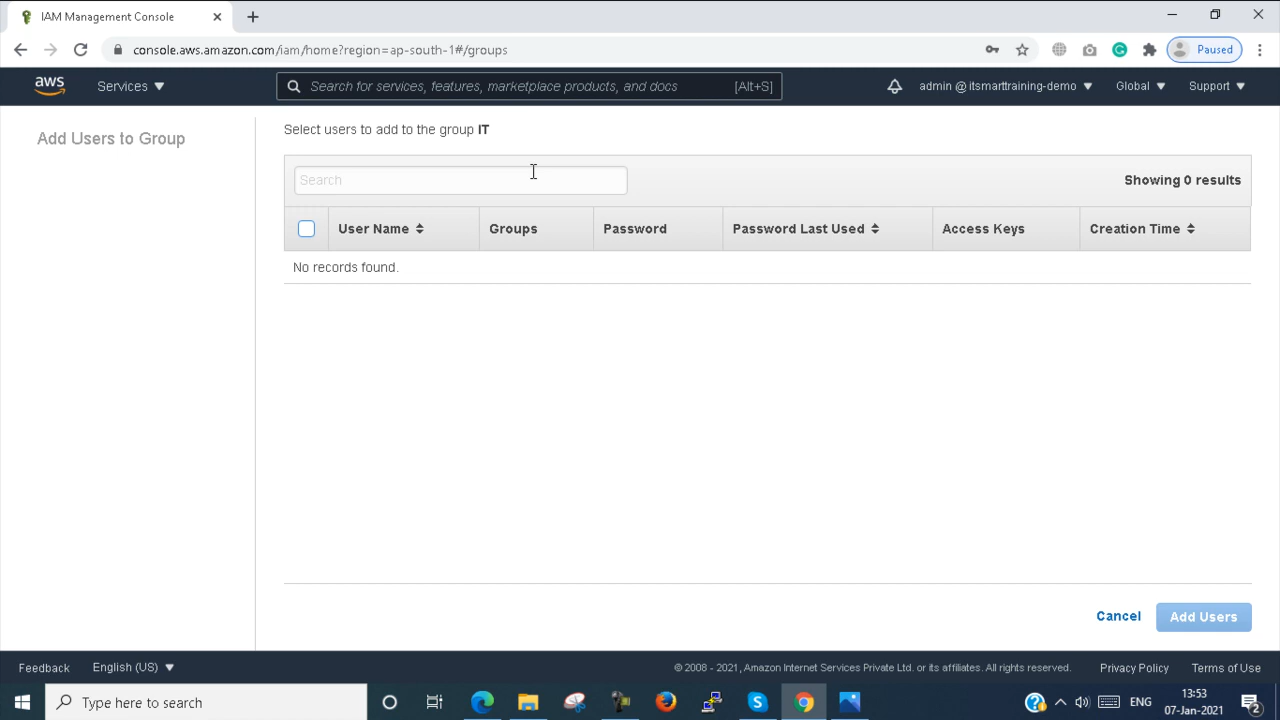 IAM Management Console
console.aws.amazon.com/iam/home?region=ap-south-1#/groups
Paused
aws
Services
Search for services, features, marketplace products, and docs
[Alt+S]
admin @ itsmarttraining-demo
Global
Support
Add Users to Group
Select users to add to the group IT
Search
Showing 0 results
User Name
Groups
Password
Password Last Used
Access Keys
Creation Time
No records found.
Cancel
Add Users
Feedback
English (US)
© 2008 - 2021, Amazon Internet Services Private Ltd. or its affiliates. All rights reserved.
Privacy Policy
Terms of Use
Type here to search
ENG
13:53
07-Jan-2021
2